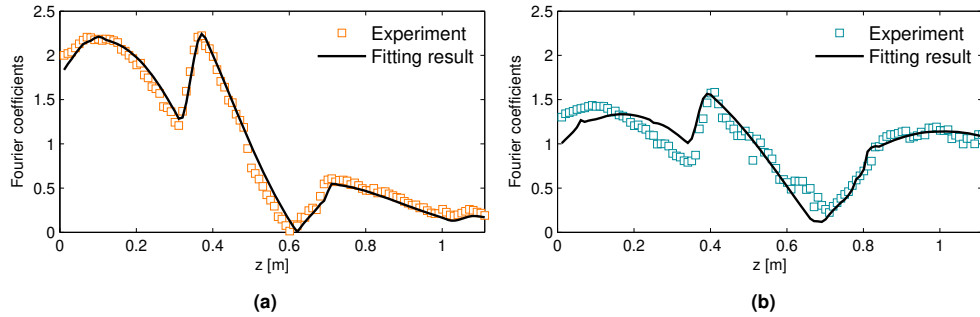 2.5
2
1.5
1
0.5
0
Fourier coefficients
Experiment
Fitting result
0 0.2 0.4 0.6 0.8 1
z [m]
(a)
2.5
2
1.5
1
0.5
0
Fourier coefficients
Experiment
Fitting result
0 0.2 0.4 0.6 0.8 1
z [m]
(b)